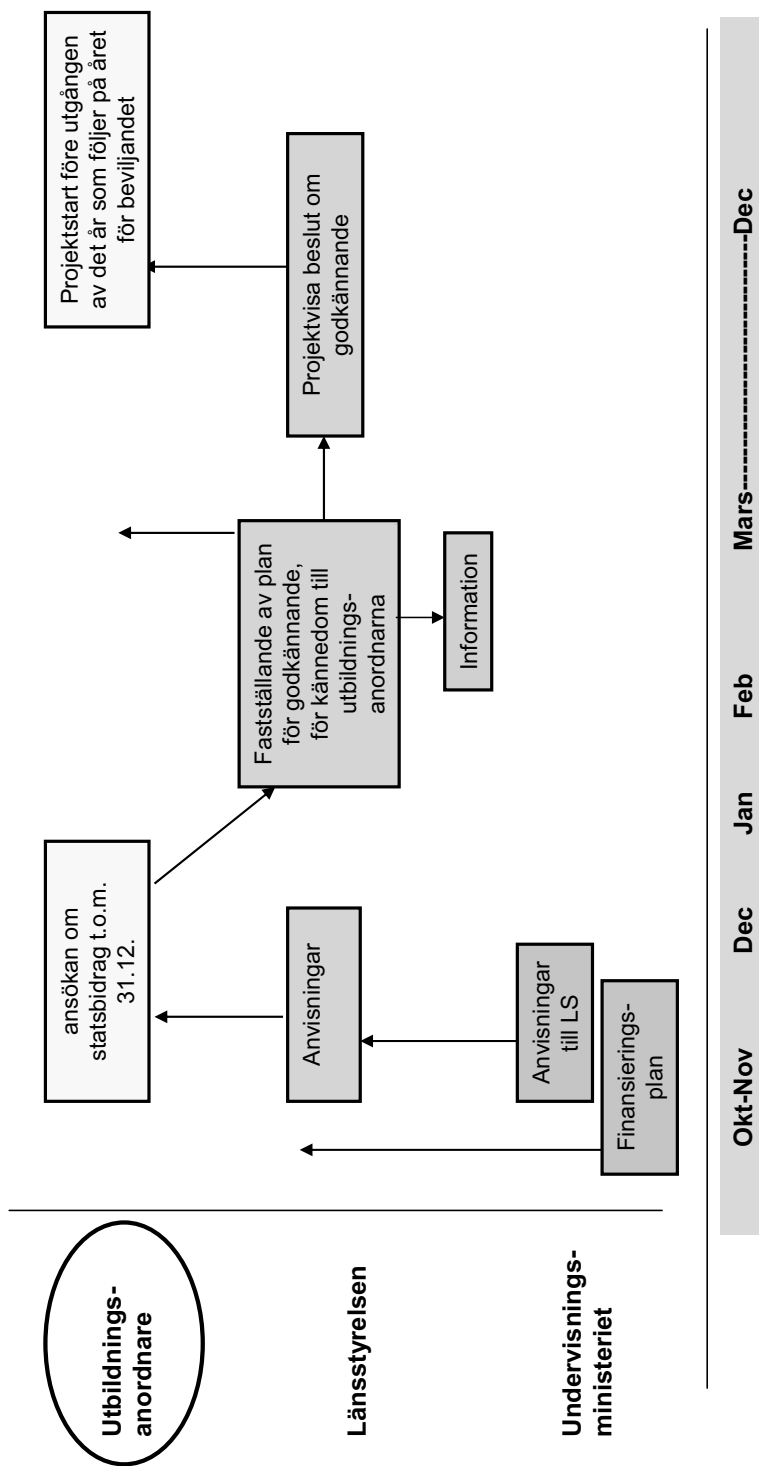 Utbildnings-
anordnare
ansökan om
statsbidrag t.o.m.
31.12.
Projektstart före utgången
av det år som följer på året
för beviljandet
Länsstyrelsen
Anvisningar
Fastställande av plan
för godkännande,
för kännedom till
utbildnings-
anordnarna
Projektvisa beslut om
godkännande
Information
Undervisnings-
ministeriet
Anvisningar
till LS
Finansierings-
plan
Okt-Nov Dec Jan Feb Mars-----------------------------Dec